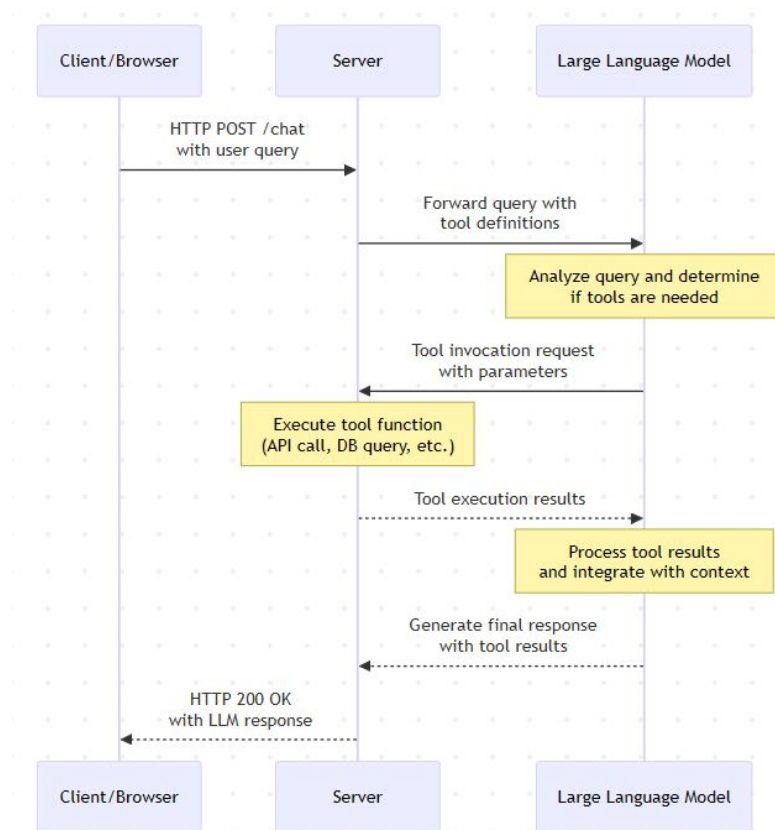 Client/Browser
Server
Large Language Model
HTTP POST /chat
with user query
Forward query with
tool definitions
Analyze query and determine
if tools are needed
Tool invocation request
with parameters
Execute tool function
(API call, DB query, etc.)
Tool execution results
Process tool results
and integrate with context
Generate final response
with tool results
HTTP 200 OK
with LLM response
Client/Browser
Server
Large Language Model